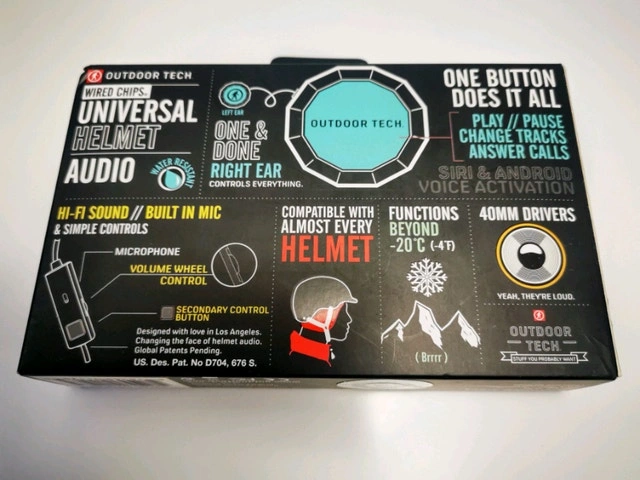 OUTDOOR TECH
WIRED CHIPS.
UNIVERSAL
HELMET
AUDIO
WATER RESISTANT
LEFT EAR
ONE &
DONE
RIGHT EAR
CONTROLS EVERYTHING.
OUTDOOR TECH.
ONE BUTTON
DOES IT ALL
PLAY // PAUSE
CHANGE TRACKS
ANSWER CALLS
SIRI & ANDROID
VOICE ACTIVATION
HI-FI SOUND // BUILT IN MIC
& SIMPLE CONTROLS
MICROPHONE
VOLUME WHEEL
CONTROL
SECONDARY CONTROL
BUTTON
Designed with love in Los Angeles.
Changing the face of helmet audio.
Global Patents Pending.
US. Des. Pat. No D704, 676 S.
COMPATIBLE WITH
ALMOST EVERY
HELMET
FUNCTIONS
BEYOND
-20°C (-4°F)
( Brrrr )
40MM DRIVERS
YEAH, THEY'RE LOUD.
OUTDOOR
TECH
STUFF YOU PROBABLY WANT